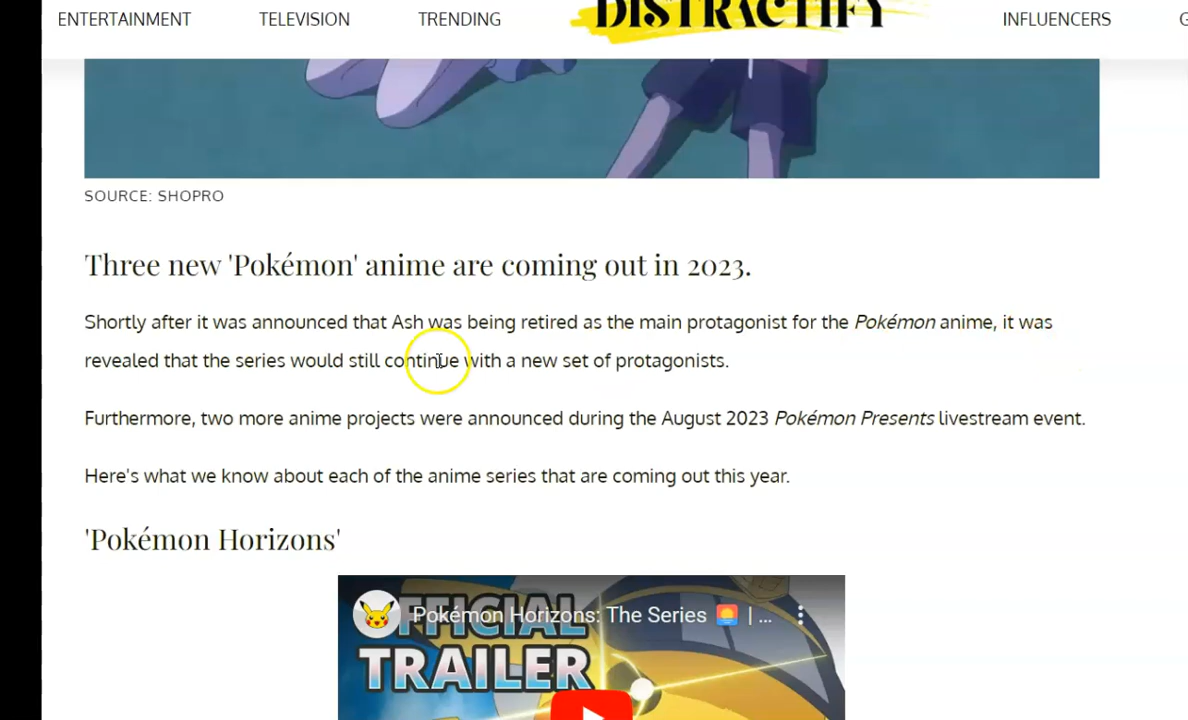 ENTERTAINMENT TELEVISION TRENDING DISTRACTIFY INFLUENCERS
SOURCE: SHOPRO
Three new 'Pokémon' anime are coming out in 2023.
Shortly after it was announced that Ash was being retired as the main protagonist for the Pokémon anime, it was
revealed that the series would still continue with a new set of protagonists.
Furthermore, two more anime projects were announced during the August 2023 Pokémon Presents livestream event.
Here's what we know about each of the anime series that are coming out this year.
'Pokémon Horizons'
Pokémon Horizons: The Series 🌅 | ...
OFFICIAL
TRAILER